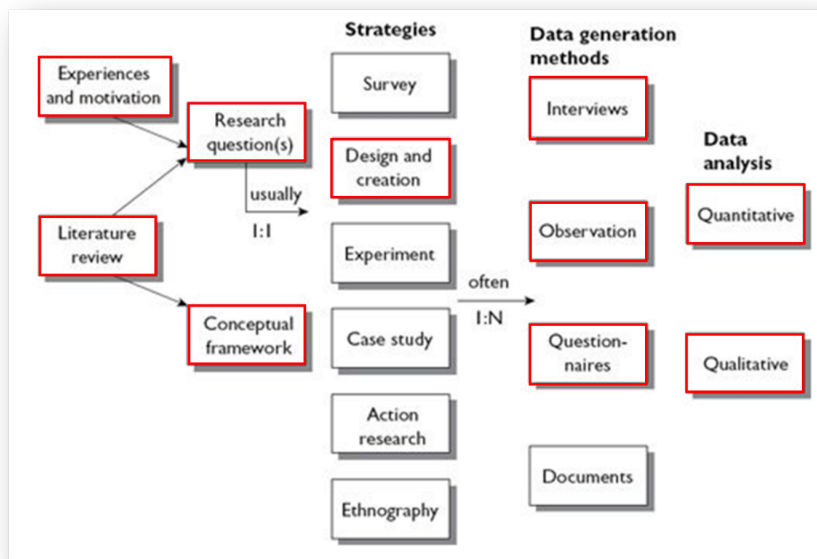 Experiences
and motivation
Literature
review
Research
question(s)
usually
1:1
Conceptual
framework
Strategies
Survey
Design and
creation
Experiment
Case study
Action
research
Ethnography
often
1:N
Data generation
methods
Interviews
Observation
Question-
naires
Documents
Data
analysis
Quantitative
Qualitative